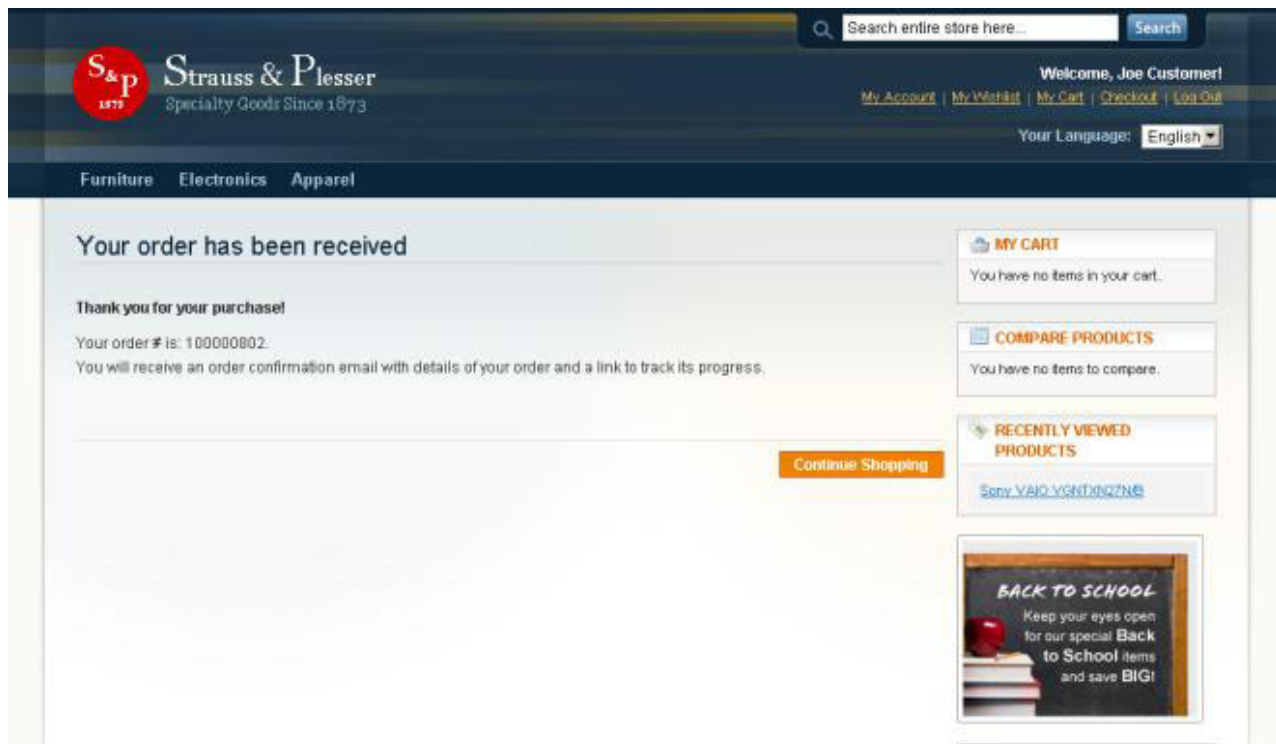 Search entire store here...
Search
S&P
1873
Strauss & Plesser
Specialty Goods Since 1873
Welcome, Joe Customer!
My Account | My Wishlist | My Cart | Checkout | Log Out
Your Language: English
Furniture Electronics Apparel
Your order has been received
Thank you for your purchase!
Your order # is: 100000802.
You will receive an order confirmation email with details of your order and a link to track its progress.
Continue Shopping
MY CART
You have no items in your cart.
COMPARE PRODUCTS
You have no items to compare.
RECENTLY VIEWED
PRODUCTS
Sony VAIO
BACK TO SCHOOL
Keep your eyes open
for our special Back
to School items
and save BIG!